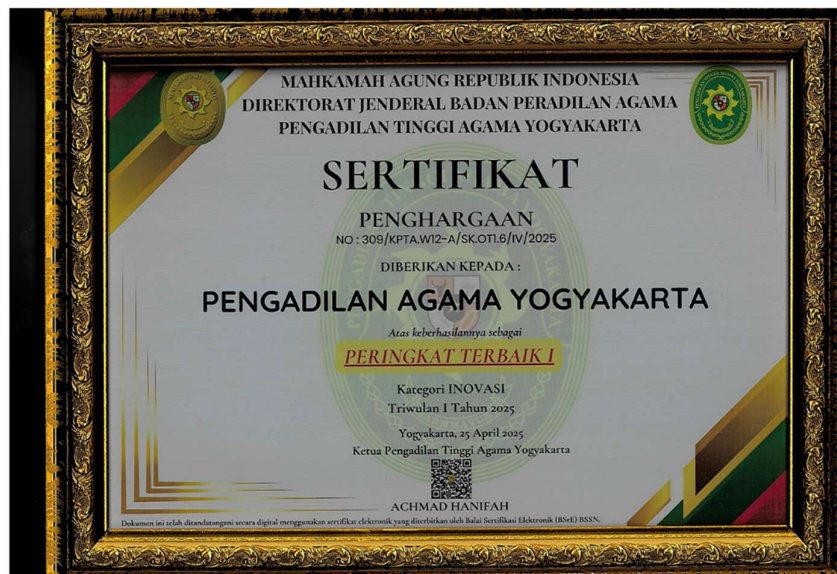 MAHKAMAH AGUNG REPUBLIK INDONESIA
DIREKTORAT JENDERAL BADAN PERADILAN AGAMA
PENGADILAN TINGGI AGAMA YOGYAKARTA
SERTIFIKAT
PENGHARGAAN
NO : 309/KPTA.W12-A/SK.OT1.6/IV/2025
DIBERIKAN KEPADA :
PENGADILAN AGAMA YOGYAKARTA
Atas keberhasilannya sebagai
PERINGKAT TERBAIK I
Kategori INOVASI
Triwulan I Tahun 2025
Yogyakarta, 25 April 2025
Ketua Pengadilan Tinggi Agama Yogyakarta
ACHMAD HANIFAH
Dokumen ini telah ditandatangani secara digital menggunakan sertifikat elektronik yang diterbitkan oleh Balai Sertifikasi Elektronik (BSrE) BSSN.